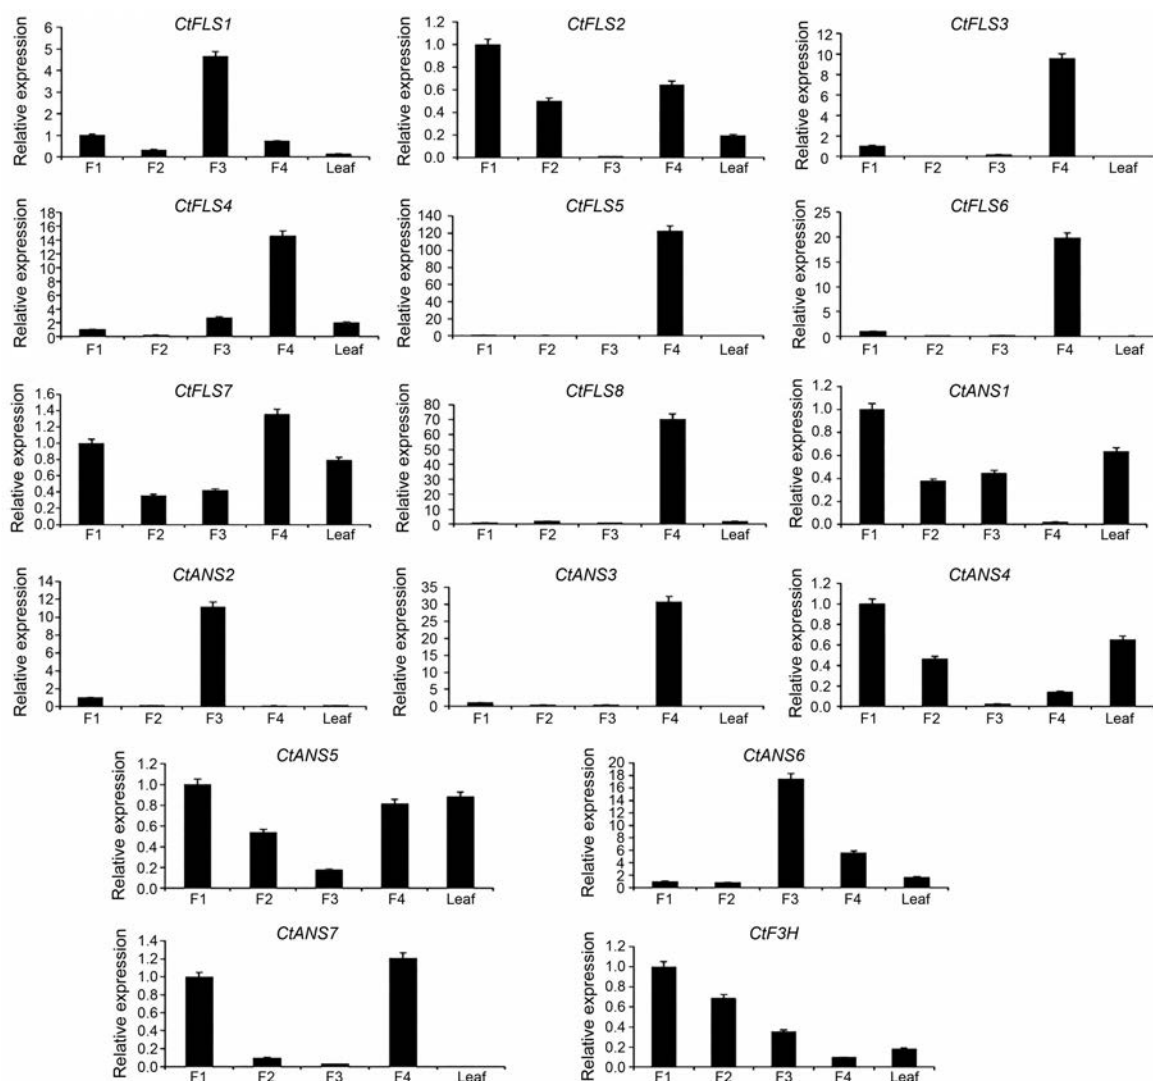 CtFLS1
Relative expression
6
5
4
3
2
1
0
F1 F2 F3 F4 Leaf
CtFLS2
Relative expression
1.2
1.0
0.8
0.6
0.4
0.2
0.0
F1 F2 F3 F4 Leaf
CtFLS3
Relative expression
12
10
8
6
4
2
0
F1 F2 F3 F4 Leaf
CtFLS4
Relative expression
18
16
14
12
10
8
6
4
2
0
F1 F2 F3 F4 Leaf
CtFLS5
Relative expression
140
120
100
80
60
40
20
0
F1 F2 F3 F4 Leaf
CtFLS6
Relative expression
25
20
15
10
5
0
F1 F2 F3 F4 Leaf
CtFLS7
Relative expression
1.6
1.4
1.2
1.0
0.8
0.6
0.4
0.2
0.0
F1 F2 F3 F4 Leaf
CtFLS8
Relative expression
80
70
60
50
40
30
20
10
0
F1 F2 F3 F4 Leaf
CtANS1
Relative expression
1.2
1.0
0.8
0.6
0.4
0.2
0.0
F1 F2 F3 F4 Leaf
CtANS2
Relative expression
14
12
10
8
6
4
2
0
F1 F2 F3 F4 Leaf
CtANS3
Relative expression
35
30
25
20
15
10
5
0
F1 F2 F3 F4 Leaf
CtANS4
Relative expression
1.2
1.0
0.8
0.6
0.4
0.2
0.0
F1 F2 F3 F4 Leaf
CtANS5
Relative expression
1.2
1.0
0.8
0.6
0.4
0.2
0.0
F1 F2 F3 F4 Leaf
CtANS6
Relative expression
20
18
16
14
12
10
8
6
4
2
0
F1 F2 F3 F4 Leaf
CtANS7
Relative expression
1.4
1.2
1.0
0.8
0.6
0.4
0.2
0.0
F1 F2 F3 F4 Leaf
CtF3H
Relative expression
1.2
1.0
0.8
0.6
0.4
0.2
0.0
F1 F2 F3 F4 Leaf